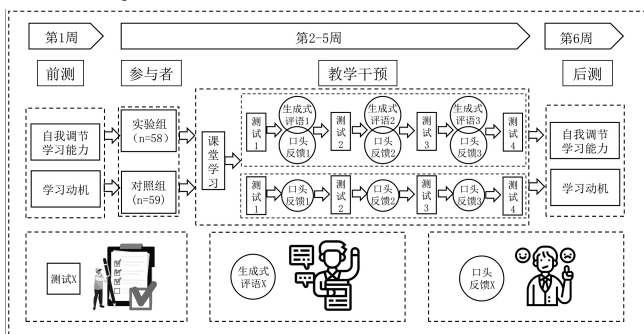 第1周
第2-5周
第6周
前测
参与者
教学干预
后测
自我调节
学习能力
学习动机
实验组
(n=58)
对照组
(n=59)
课
堂
学
习
测
试
1
生成式
评语1
口头
反馈1
测
试
2
生成式
评语2
口头
反馈2
测
试
3
生成式
评语3
口头
反馈3
测
试
4
测
试
1
口头
反馈1
测
试
2
口头
反馈2
测
试
3
口头
反馈3
测
试
4
自我调节
学习能力
学习动机
测试X
生成式
评语X
口头
反馈X